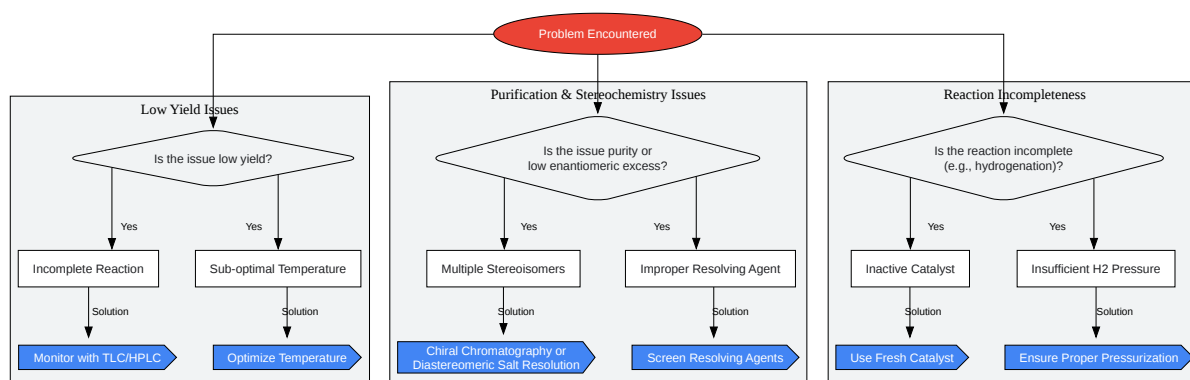 Problem Encountered
Low Yield Issues
Is the issue low yield?
Yes
Yes
Incomplete Reaction
Sub-optimal Temperature
Solution
Solution
Monitor with TLC/HPLC
Optimize Temperature
Purification & Stereochemistry Issues
Is the issue purity or
low enantiomeric excess?
Yes
Yes
Multiple Stereoisomers
Improper Resolving Agent
Solution
Solution
Chiral Chromatography or
Diastereomeric Salt Resolution
Screen Resolving Agents
Reaction Incompleteness
Is the reaction incomplete
(e.g., hydrogenation)?
Yes
Yes
Inactive Catalyst
Insufficient H2 Pressure
Solution
Solution
Use Fresh Catalyst
Ensure Proper Pressurization